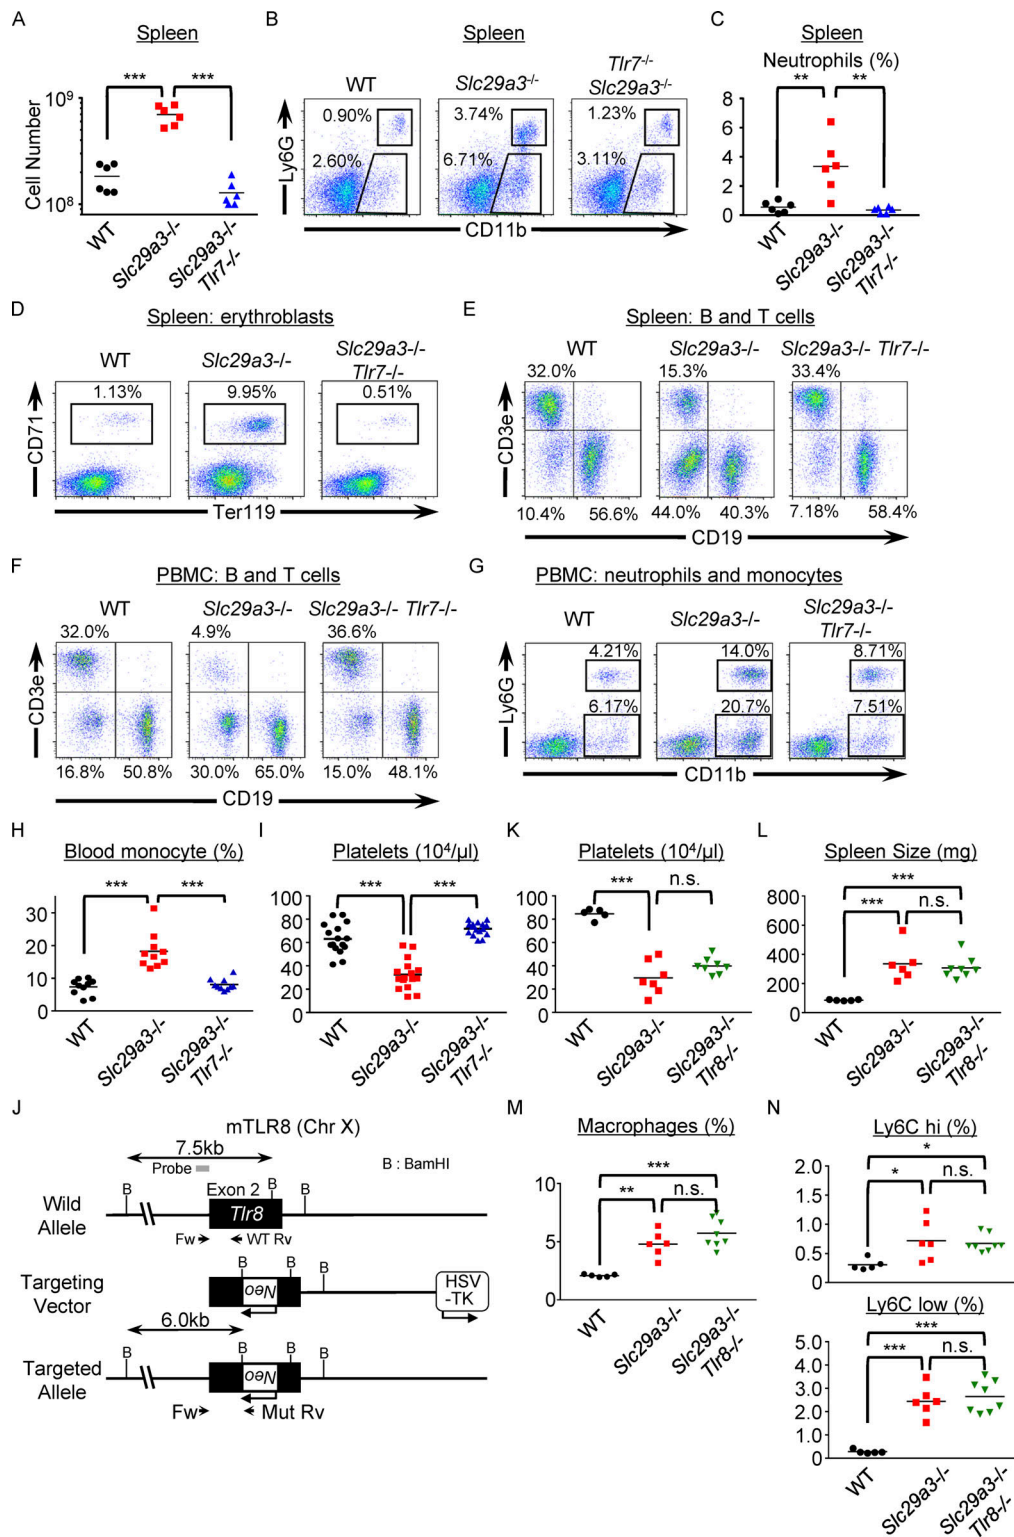 A
Spleen
***
***
10⁹
10⁸
Cell Number
WT
Slc29a3-/-
Slc29a3-/-
Tlr7-/-
B
Spleen
WT
Slc29a3-/-
Tlr7-/-
Slc29a3-/-
0.90%
3.74%
1.23%
2.60%
6.71%
3.11%
Ly6G
CD11b
C
Spleen
Neutrophils (%)
**
**
8
6
4
2
0
WT
Slc29a3-/-
Slc29a3-/-
Tlr7-/-
D
Spleen: erythroblasts
WT
Slc29a3-/-
Slc29a3-/-
Tlr7-/-
1.13%
9.95%
0.51%
CD71
Ter119
E
Spleen: B and T cells
WT
Slc29a3-/-
Slc29a3-/- Tlr7-/-
32.0%
15.3%
33.4%
CD3e
10.4%
56.6%
44.0%
40.3%
7.18%
58.4%
CD19
F
PBMC: B and T cells
WT
Slc29a3-/-
Slc29a3-/- Tlr7-/-
32.0%
4.9%
36.6%
CD3e
16.8%
50.8%
30.0%
65.0%
15.0%
48.1%
CD19
G
PBMC: neutrophils and monocytes
WT
Slc29a3-/-
Slc29a3-/-
Tlr7-/-
4.21%
14.0%
8.71%
6.17%
20.7%
7.51%
Ly6G
CD11b
H
Blood monocyte (%)
***
***
30
20
10
0
WT
Slc29a3-/-
Slc29a3-/-
Tlr7-/-
I
Platelets (10⁴/µl)
***
***
100
80
60
40
20
0
WT
Slc29a3-/-
Slc29a3-/-
Tlr7-/-
K
Platelets (10⁴/µl)
***
n.s.
100
80
60
40
20
0
WT
Slc29a3-/-
Slc29a3-/-
Tlr8-/-
L
Spleen Size (mg)
***
***
n.s.
800
600
400
200
0
WT
Slc29a3-/-
Slc29a3-/-
Tlr8-/-
J
mTLR8 (Chr X)
7.5kb
Probe
B : BamHI
B
Exon 2
B
B
Wild
Allele
Tlr8
Fw
WT Rv
B
B
B
Targeting
Vector
Neo
HSV
-TK
6.0kb
B
B
B
B
Targeted
Allele
Neo
Fw
Mut Rv
M
Macrophages (%)
***
**
n.s.
10
5
0
WT
Slc29a3-/-
Slc29a3-/-
Tlr8-/-
N
Ly6C hi (%)
*
*
n.s.
2.0
1.5
1.0
0.5
0.0
Ly6C low (%)
***
***
n.s.
5.0
4.0
3.0
2.0
1.0
0.0
WT
Slc29a3-/-
Slc29a3-/-
Tlr8-/-